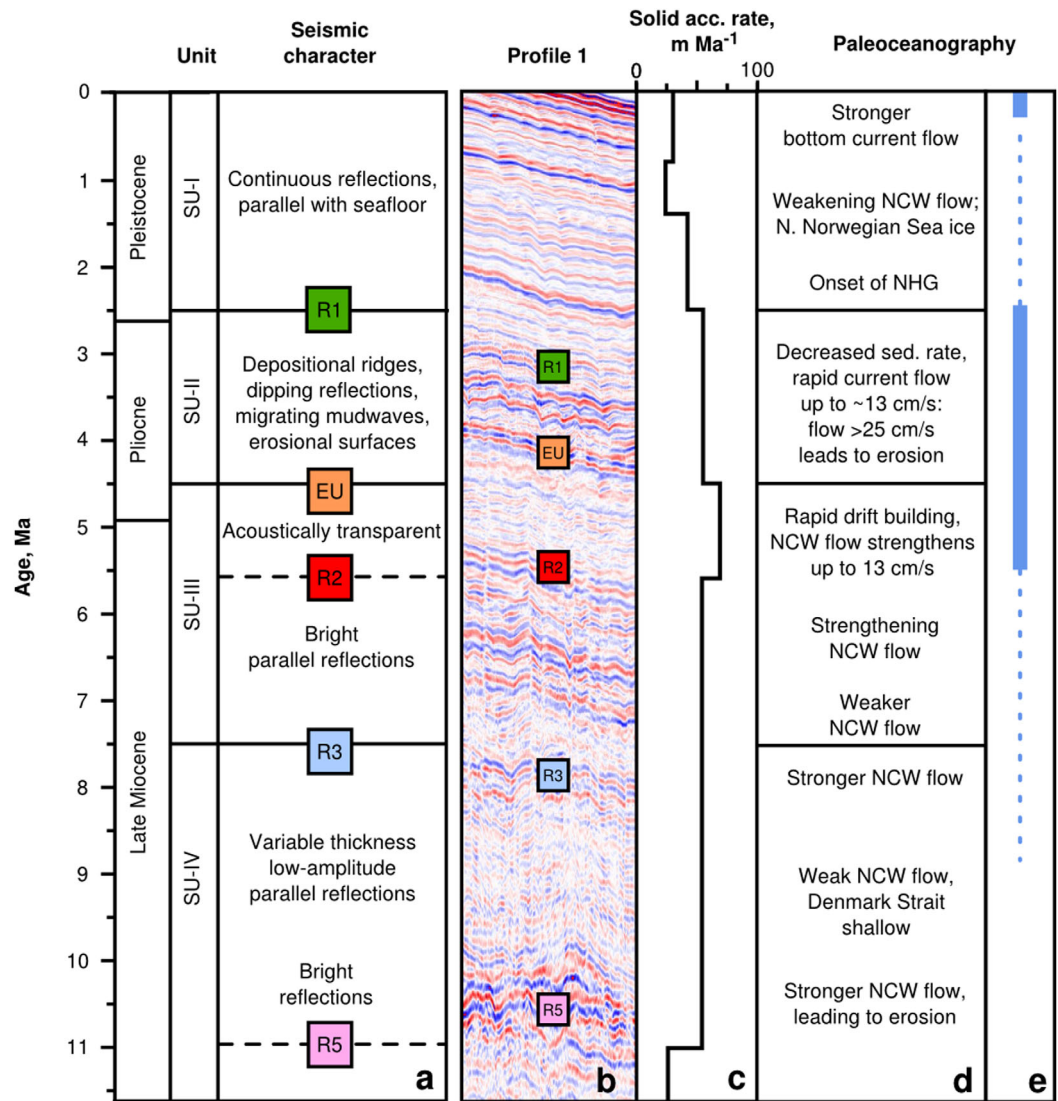 Unit
Seismic
character
Profile 1
Solid acc. rate,
m Ma-1
0
100
Paleoceanography
Age, Ma
0
1
2
3
4
5
6
7
8
9
10
11
Pleistocene
Pliocne
Late Miocene
SU-I
SU-II
SU-III
SU-IV
Continuous reflections,
parallel with seafloor
R1
Depositional ridges,
dipping reflections,
migrating mudwaves,
erosional surfaces
EU
Acoustically transparent
R2
Bright
parallel reflections
R3
Variable thickness
low-amplitude
parallel reflections
Bright
reflections
R5
a
R1
EU
R2
R3
R5
b
c
Stronger
bottom current flow
Weakening NCW flow;
N. Norwegian Sea ice
Onset of NHG
Decreased sed. rate,
rapid current flow
up to ~13 cm/s:
flow >25 cm/s
leads to erosion
Rapid drift building,
NCW flow strengthens
up to 13 cm/s
Strengthening
NCW flow
Weaker
NCW flow
Stronger NCW flow
Weak NCW flow,
Denmark Strait
shallow
Stronger NCW flow,
leading to erosion
d
e